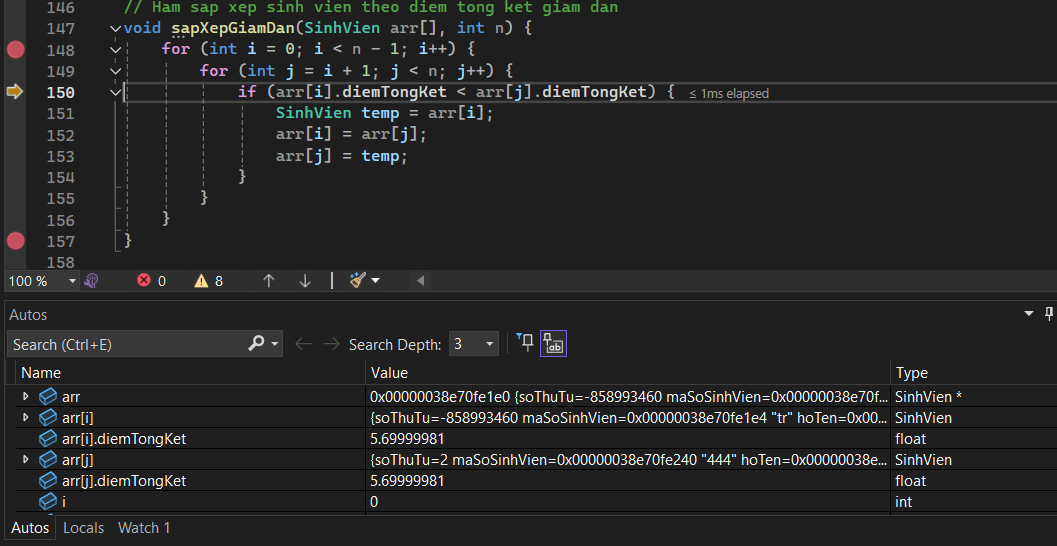 146 // Ham sap xep sinh vien theo diem tong ket giam dan
147 void sapXepGiamDan(SinhVien arr[], int n) {
148 for (int i = 0; i < n - 1; i++) {
149 for (int j = i + 1; j < n; j++) {
150 if (arr[i].diemTongKet < arr[j].diemTongKet) { ≤ 1ms elapsed
151 SinhVien temp = arr[i];
152 arr[i] = arr[j];
153 arr[j] = temp;
154 }
155 }
156 }
157 }
158
100 % 0 8
Autos
Search (Ctrl+E) Search Depth: 3
Name Value Type
arr 0x00000038e70fe1e0 {soThuTu=-858993460 maSoSinhVien=0x00000038e70f... SinhVien *
arr[i] {soThuTu=-858993460 maSoSinhVien=0x00000038e70fe1e4 "tr" hoTen=0x00... SinhVien
arr[i].diemTongKet 5.69999981 float
arr[j] {soThuTu=2 maSoSinhVien=0x00000038e70fe240 "444" hoTen=0x00000038e... SinhVien
arr[j].diemTongKet 5.69999981 float
i 0 int
Autos Locals Watch 1